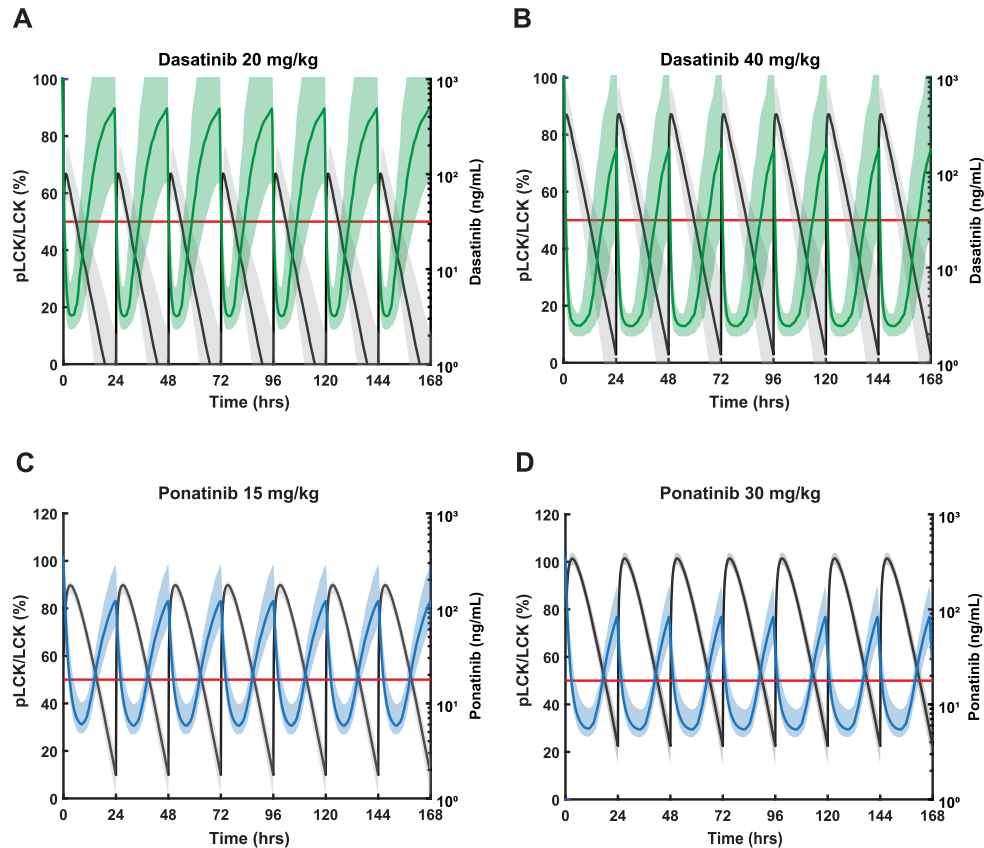 A
B
Dasatinib 20 mg/kg
Dasatinib 40 mg/kg
pLCK/LCK (%)
100
80
60
40
20
0
10³
10²
10¹
10⁰
Dasatinib (ng/mL)
0 24 48 72 96 120 144 168
Time (hrs)
pLCK/LCK (%)
100
80
60
40
20
0
10³
10²
10¹
10⁰
Dasatinib (ng/mL)
0 24 48 72 96 120 144 168
Time (hrs)
C
D
Ponatinib 15 mg/kg
Ponatinib 30 mg/kg
pLCK/LCK (%)
120
100
80
60
40
20
0
10³
10²
10¹
10⁰
Ponatinib (ng/mL)
0 24 48 72 96 120 144 168
Time (hrs)
pLCK/LCK (%)
120
100
80
60
40
20
0
10³
10²
10¹
10⁰
Ponatinib (ng/mL)
0 24 48 72 96 120 144 168
Time (hrs)